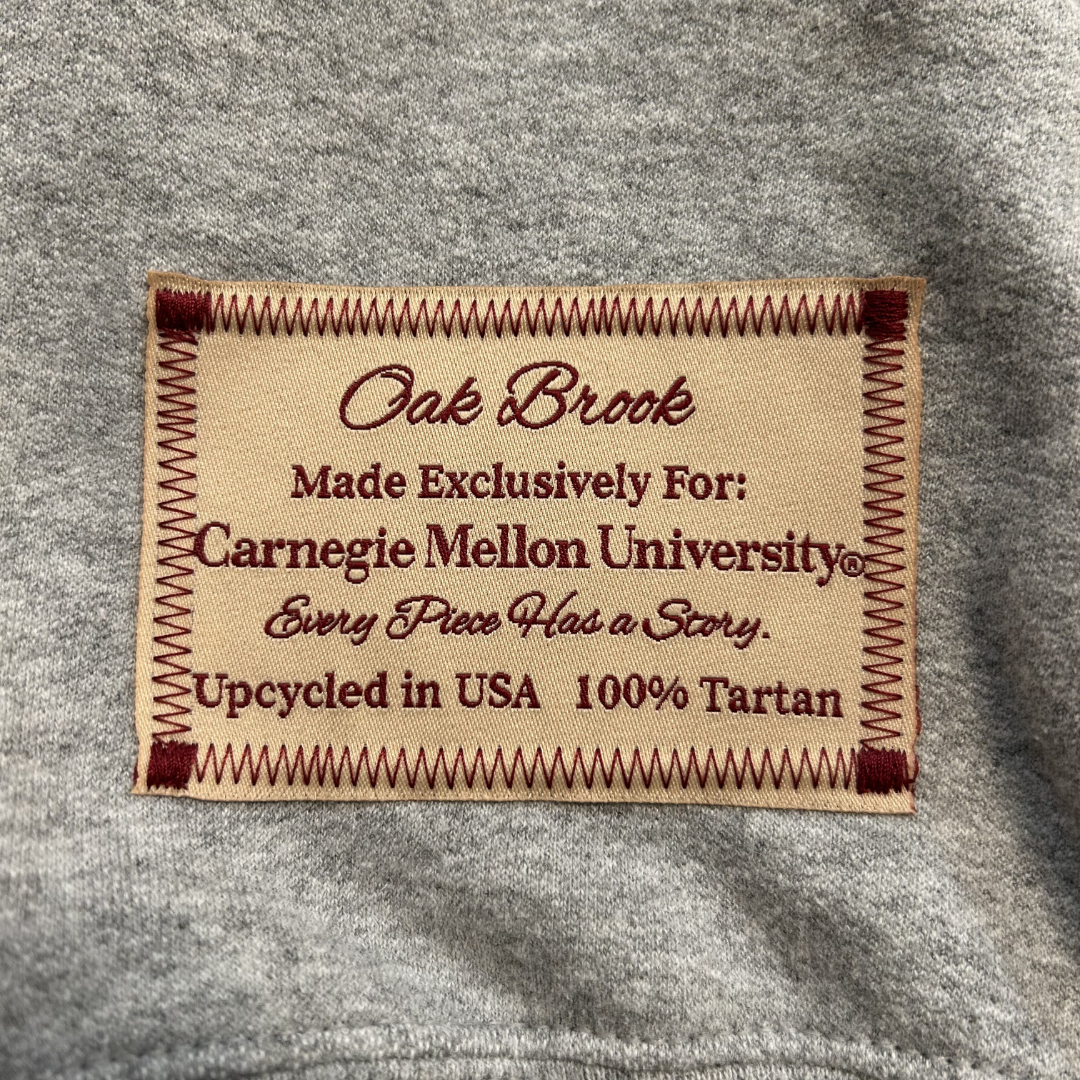 Oak Brook
Made Exclusively For:
Carnegie Mellon University®
Every Piece Has a Story.
Upcycled in USA 100% Tartan